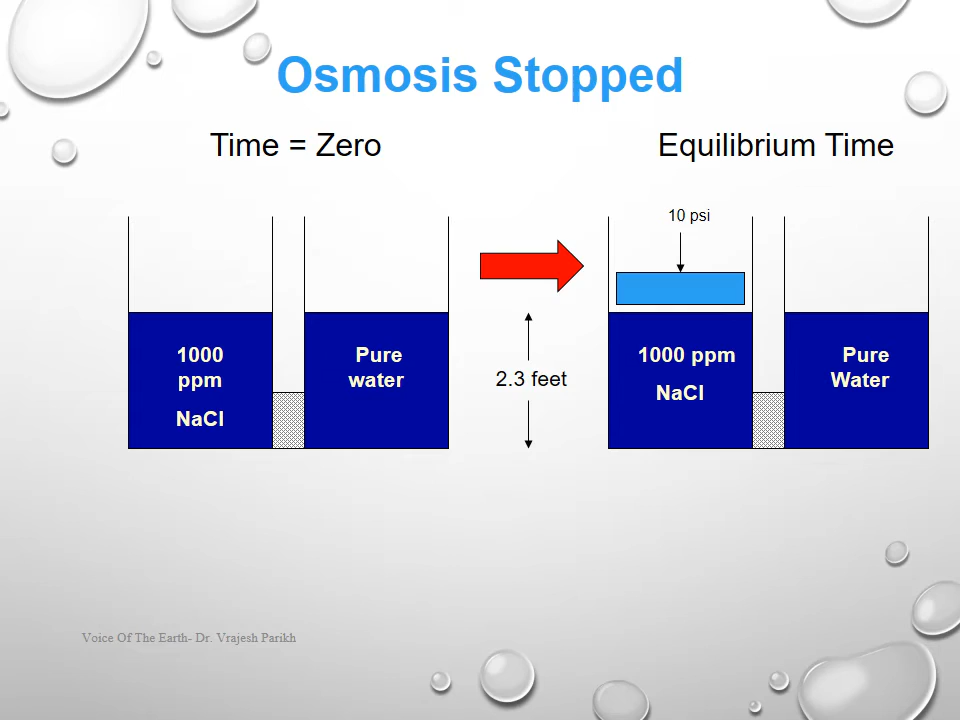 Osmosis Stopped
Time = Zero
Equilibrium Time
10 psi
1000
ppm
NaCl
Pure
water
2.3 feet
1000 ppm
NaCl
Pure
Water
Voice Of The Earth- Dr. Vrajesh Parikh